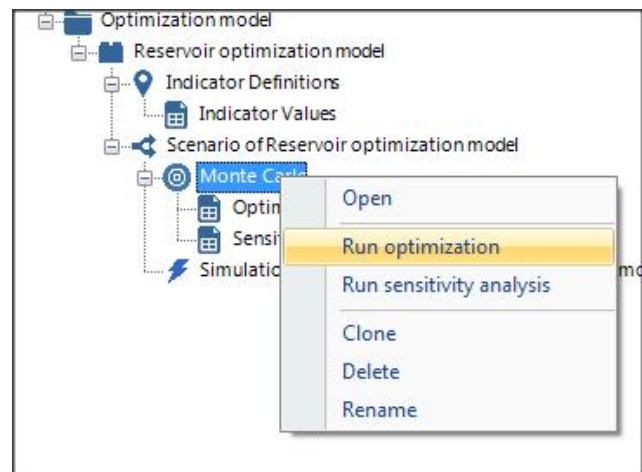 Optimization model
Reservoir optimization model
Indicator Definitions
Indicator Values
Scenario of Reservoir optimization model
Monte Carlo
Open
Run optimization
Run sensitivity analysis
Clone
Delete
Rename